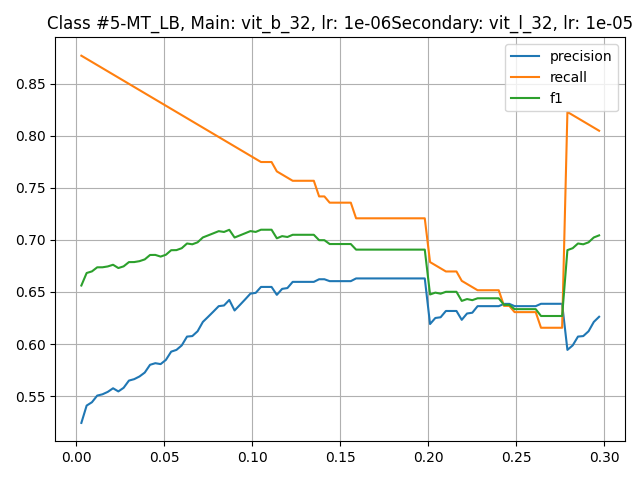 Class #5-MT_LB, Main: vit_b_32, lr: 1e-06Secondary: vit_l_32, lr: 1e-05
precision
recall
f1
0.85
0.80
0.75
0.70
0.65
0.60
0.55
0.00 0.05 0.10 0.15 0.20 0.25 0.30